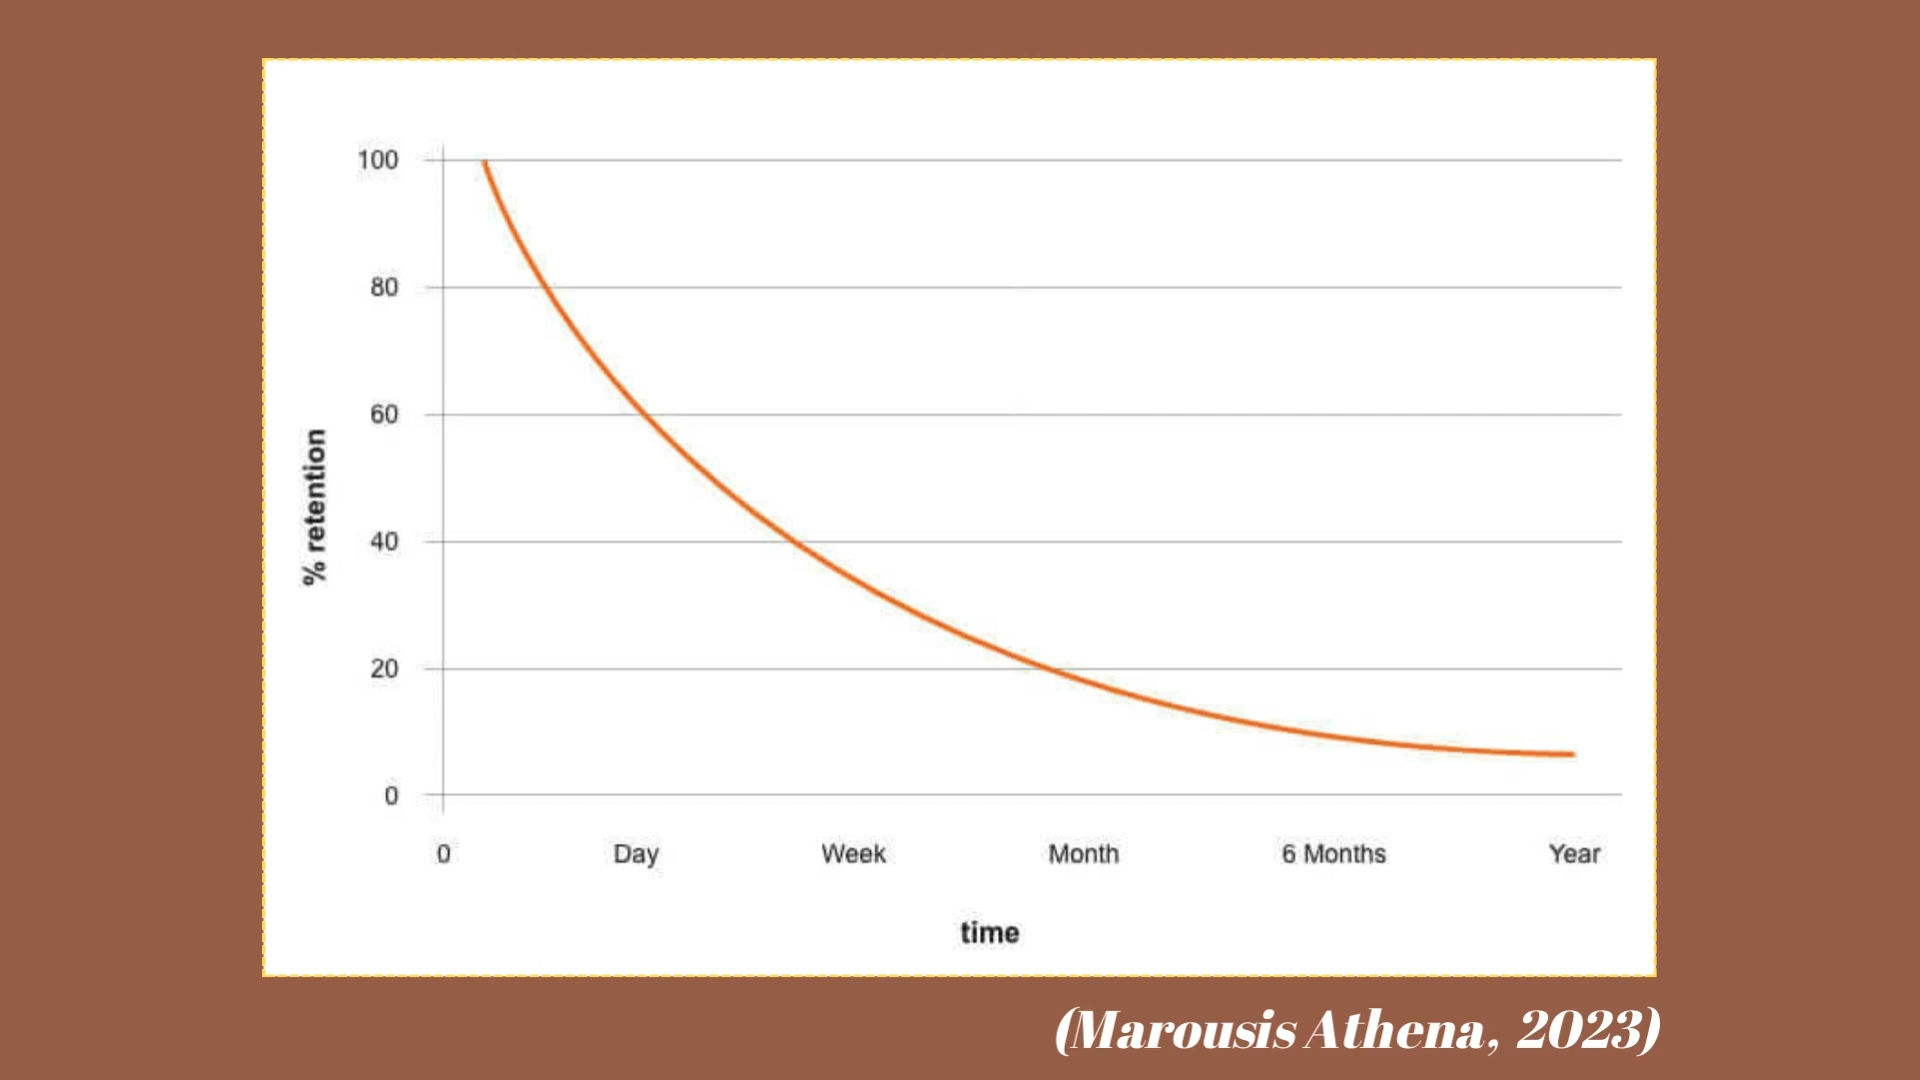 100
80
60
40
20
0
% retention
0 Day Week Month 6 Months Year
time
(Marousis Athena, 2023)